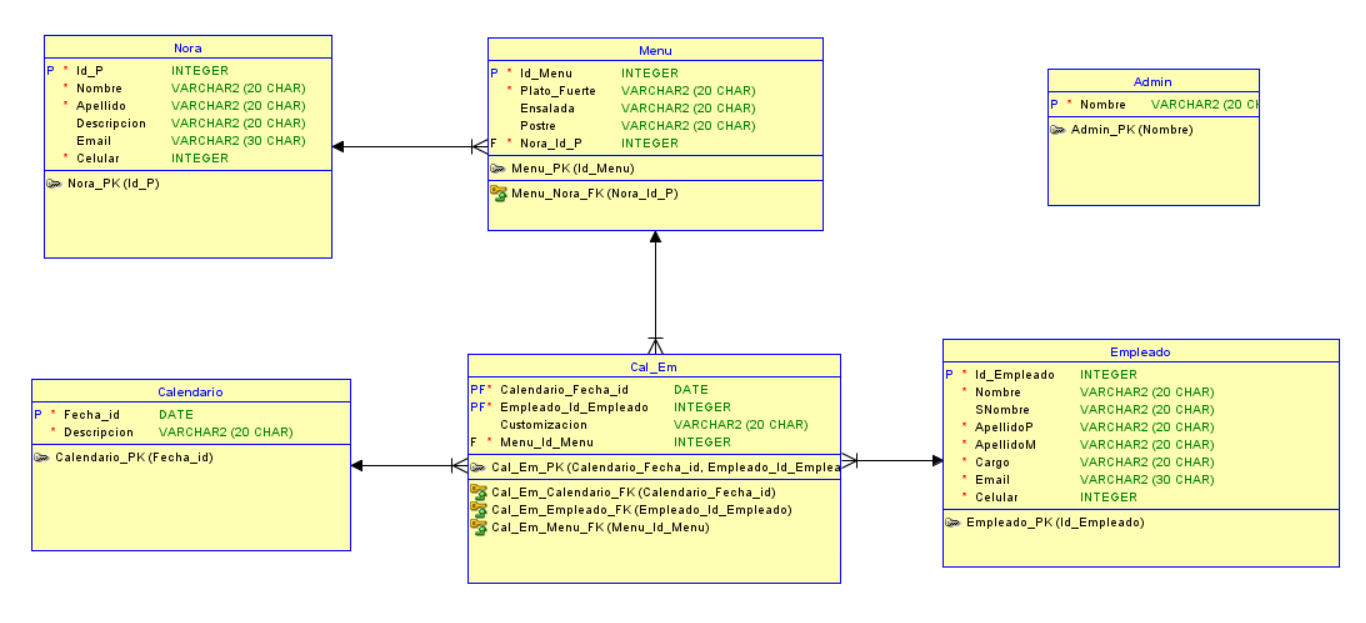 Nora
P * Id_P INTEGER
* Nombre VARCHAR2 (20 CHAR)
* Apellido VARCHAR2 (20 CHAR)
Descripcion VARCHAR2 (20 CHAR)
Email VARCHAR2 (30 CHAR)
* Celular INTEGER
Nora_PK (Id_P)
Menu
P * Id_Menu INTEGER
* Plato_Fuerte VARCHAR2 (20 CHAR)
Ensalada VARCHAR2 (20 CHAR)
Postre VARCHAR2 (20 CHAR)
F * Nora_Id_P INTEGER
Menu_PK (Id_Menu)
Menu_Nora_FK (Nora_Id_P)
Admin
P * Nombre VARCHAR2 (20 CH
Admin_PK (Nombre)
Calendario
P * Fecha_id DATE
* Descripcion VARCHAR2 (20 CHAR)
Calendario_PK (Fecha_id)
Cal_Em
PF* Calendario_Fecha_id DATE
PF* Empleado_Id_Empleado INTEGER
Customizacion VARCHAR2 (20 CHAR)
F * Menu_Id_Menu INTEGER
Cal_Em_PK (Calendario_Fecha_id, Empleado_Id_Emplea
Cal_Em_Calendario_FK (Calendario_Fecha_id)
Cal_Em_Empleado_FK (Empleado_Id_Empleado)
Cal_Em_Menu_FK (Menu_Id_Menu)
Empleado
P * Id_Empleado INTEGER
* Nombre VARCHAR2 (20 CHAR)
SNombre VARCHAR2 (20 CHAR)
* ApellidoP VARCHAR2 (20 CHAR)
* ApellidoM VARCHAR2 (20 CHAR)
* Cargo VARCHAR2 (20 CHAR)
* Email VARCHAR2 (30 CHAR)
* Celular INTEGER
Empleado_PK (Id_Empleado)